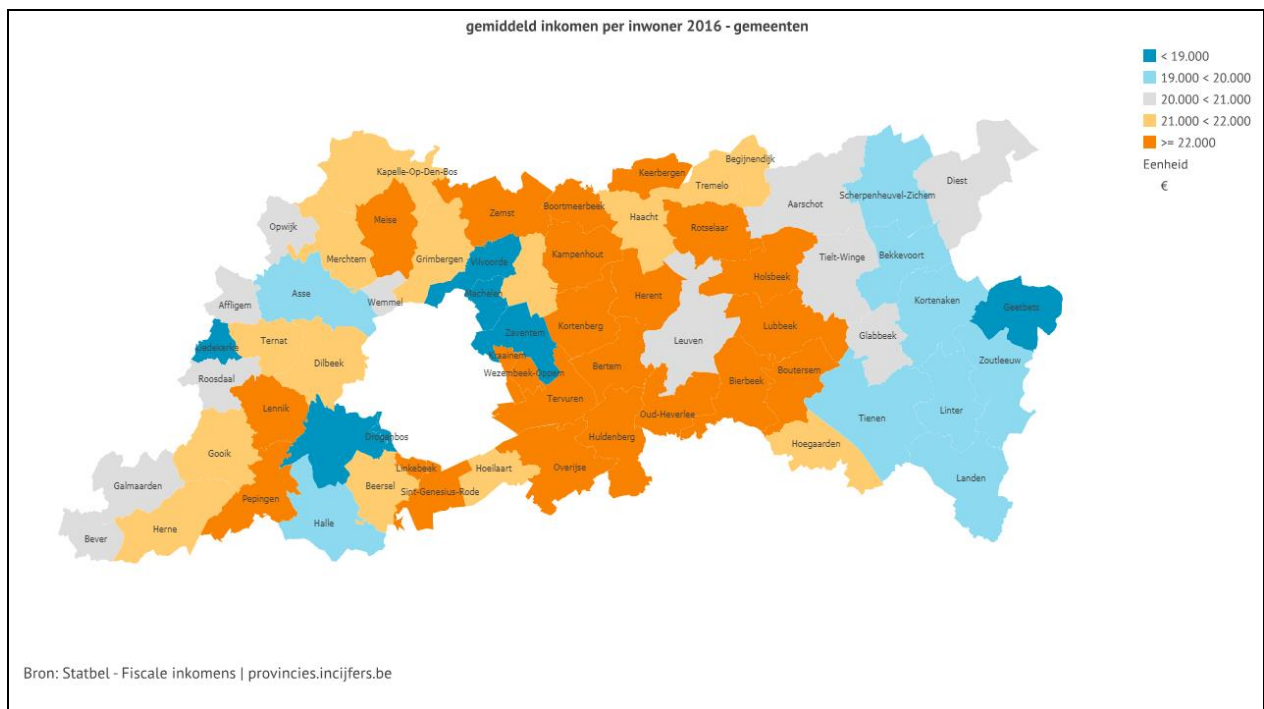 gemiddeld inkomen per inwoner 2016 - gemeenten
< 19.000
19.000 < 20.000
20.000 < 21.000
21.000 < 22.000
>= 22.000
Eenheid
€
Begijnendijk
Kapelle-Op-Den-Bos
Keerbergen
Tremelo
Diest
Scherpenheuvel-Zichem
Aarschot
Boortmeerbeek
Zemst
Meise
Haacht
Opwijk
Rotselaar
Kampenhout
Bekkevoort
Tielt-Winge
Merchtem
Grimbergen
Vilvoorde
Holsbeek
Asse
Machelen
Herent
Wemmel
Affligem
Kortenaken
Geetbets
Kortenberg
Lubbeek
Zaventem
Glabbeek
Ternat
Leuven
Liedekerke
Kraainem
Zoutleeuw
Dilbeek
Bertem
Boutersem
Wezembeek-Oppem
Roosdaal
Bierbeek
Tervuren
Lennik
Linter
Oud-Heverlee
Tienen
Drogenbos
Huldenberg
Hoegaarden
Gooik
Linkebeek
Hoeilaart
Overijse
Landen
Galmaarden
Beersel
Sint-Genesius-Rode
Pepingen
Halle
Herne
Bever
Bron: Statbel - Fiscale inkomens | provincies.incijfers.be